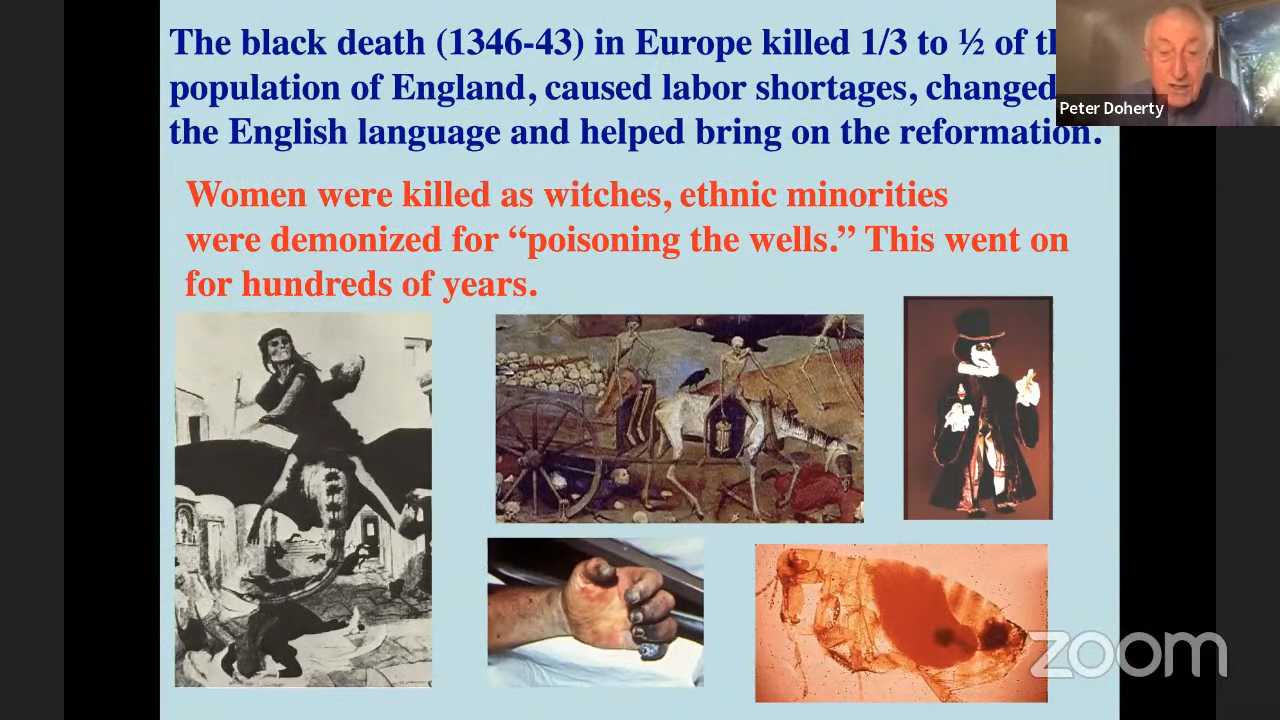 The black death (1346-43) in Europe killed 1/3 to ½ of
population of England, caused labor shortages, changed
the English language and helped bring on the reformation.
Women were killed as witches, ethnic minorities
were demonized for “poisoning the wells.” This went on
for hundreds of years.
Peter Doherty
zoom